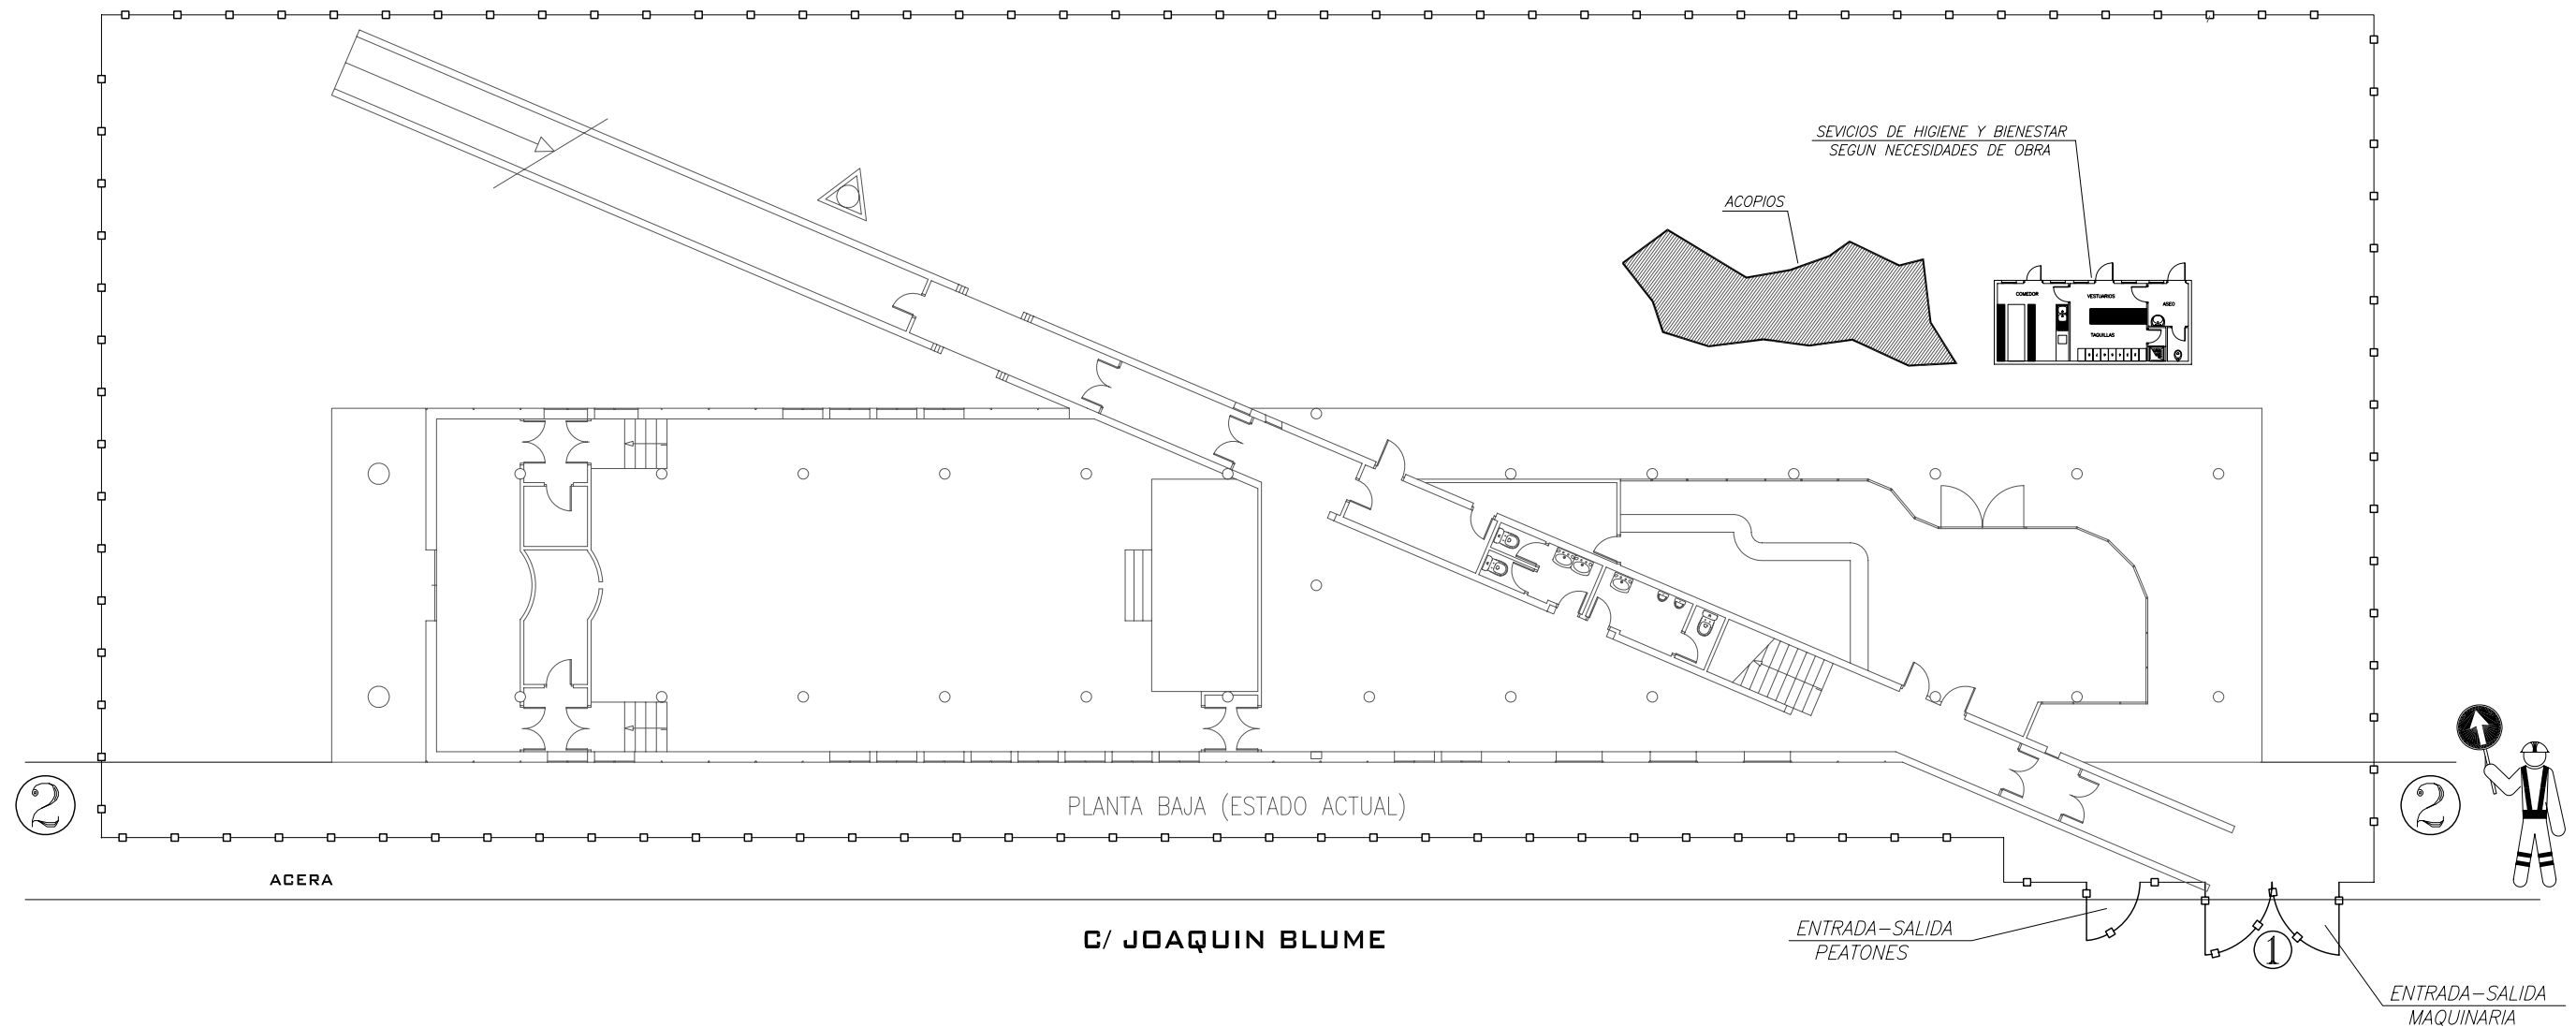 SEVICIOS DE HIGIENE Y BIENESTAR
SEGUN NECESIDADES DE OBRA
ACOPIOS
COMEDOR
VESTUARIOS
ASEO
TAQUILLAS
2
2
PLANTA BAJA (ESTADO ACTUAL)
ACERA
C/ JOAQUIN BLUME
ENTRADA-SALIDA
PEATONES
1
ENTRADA-SALIDA
MAQUINARIA